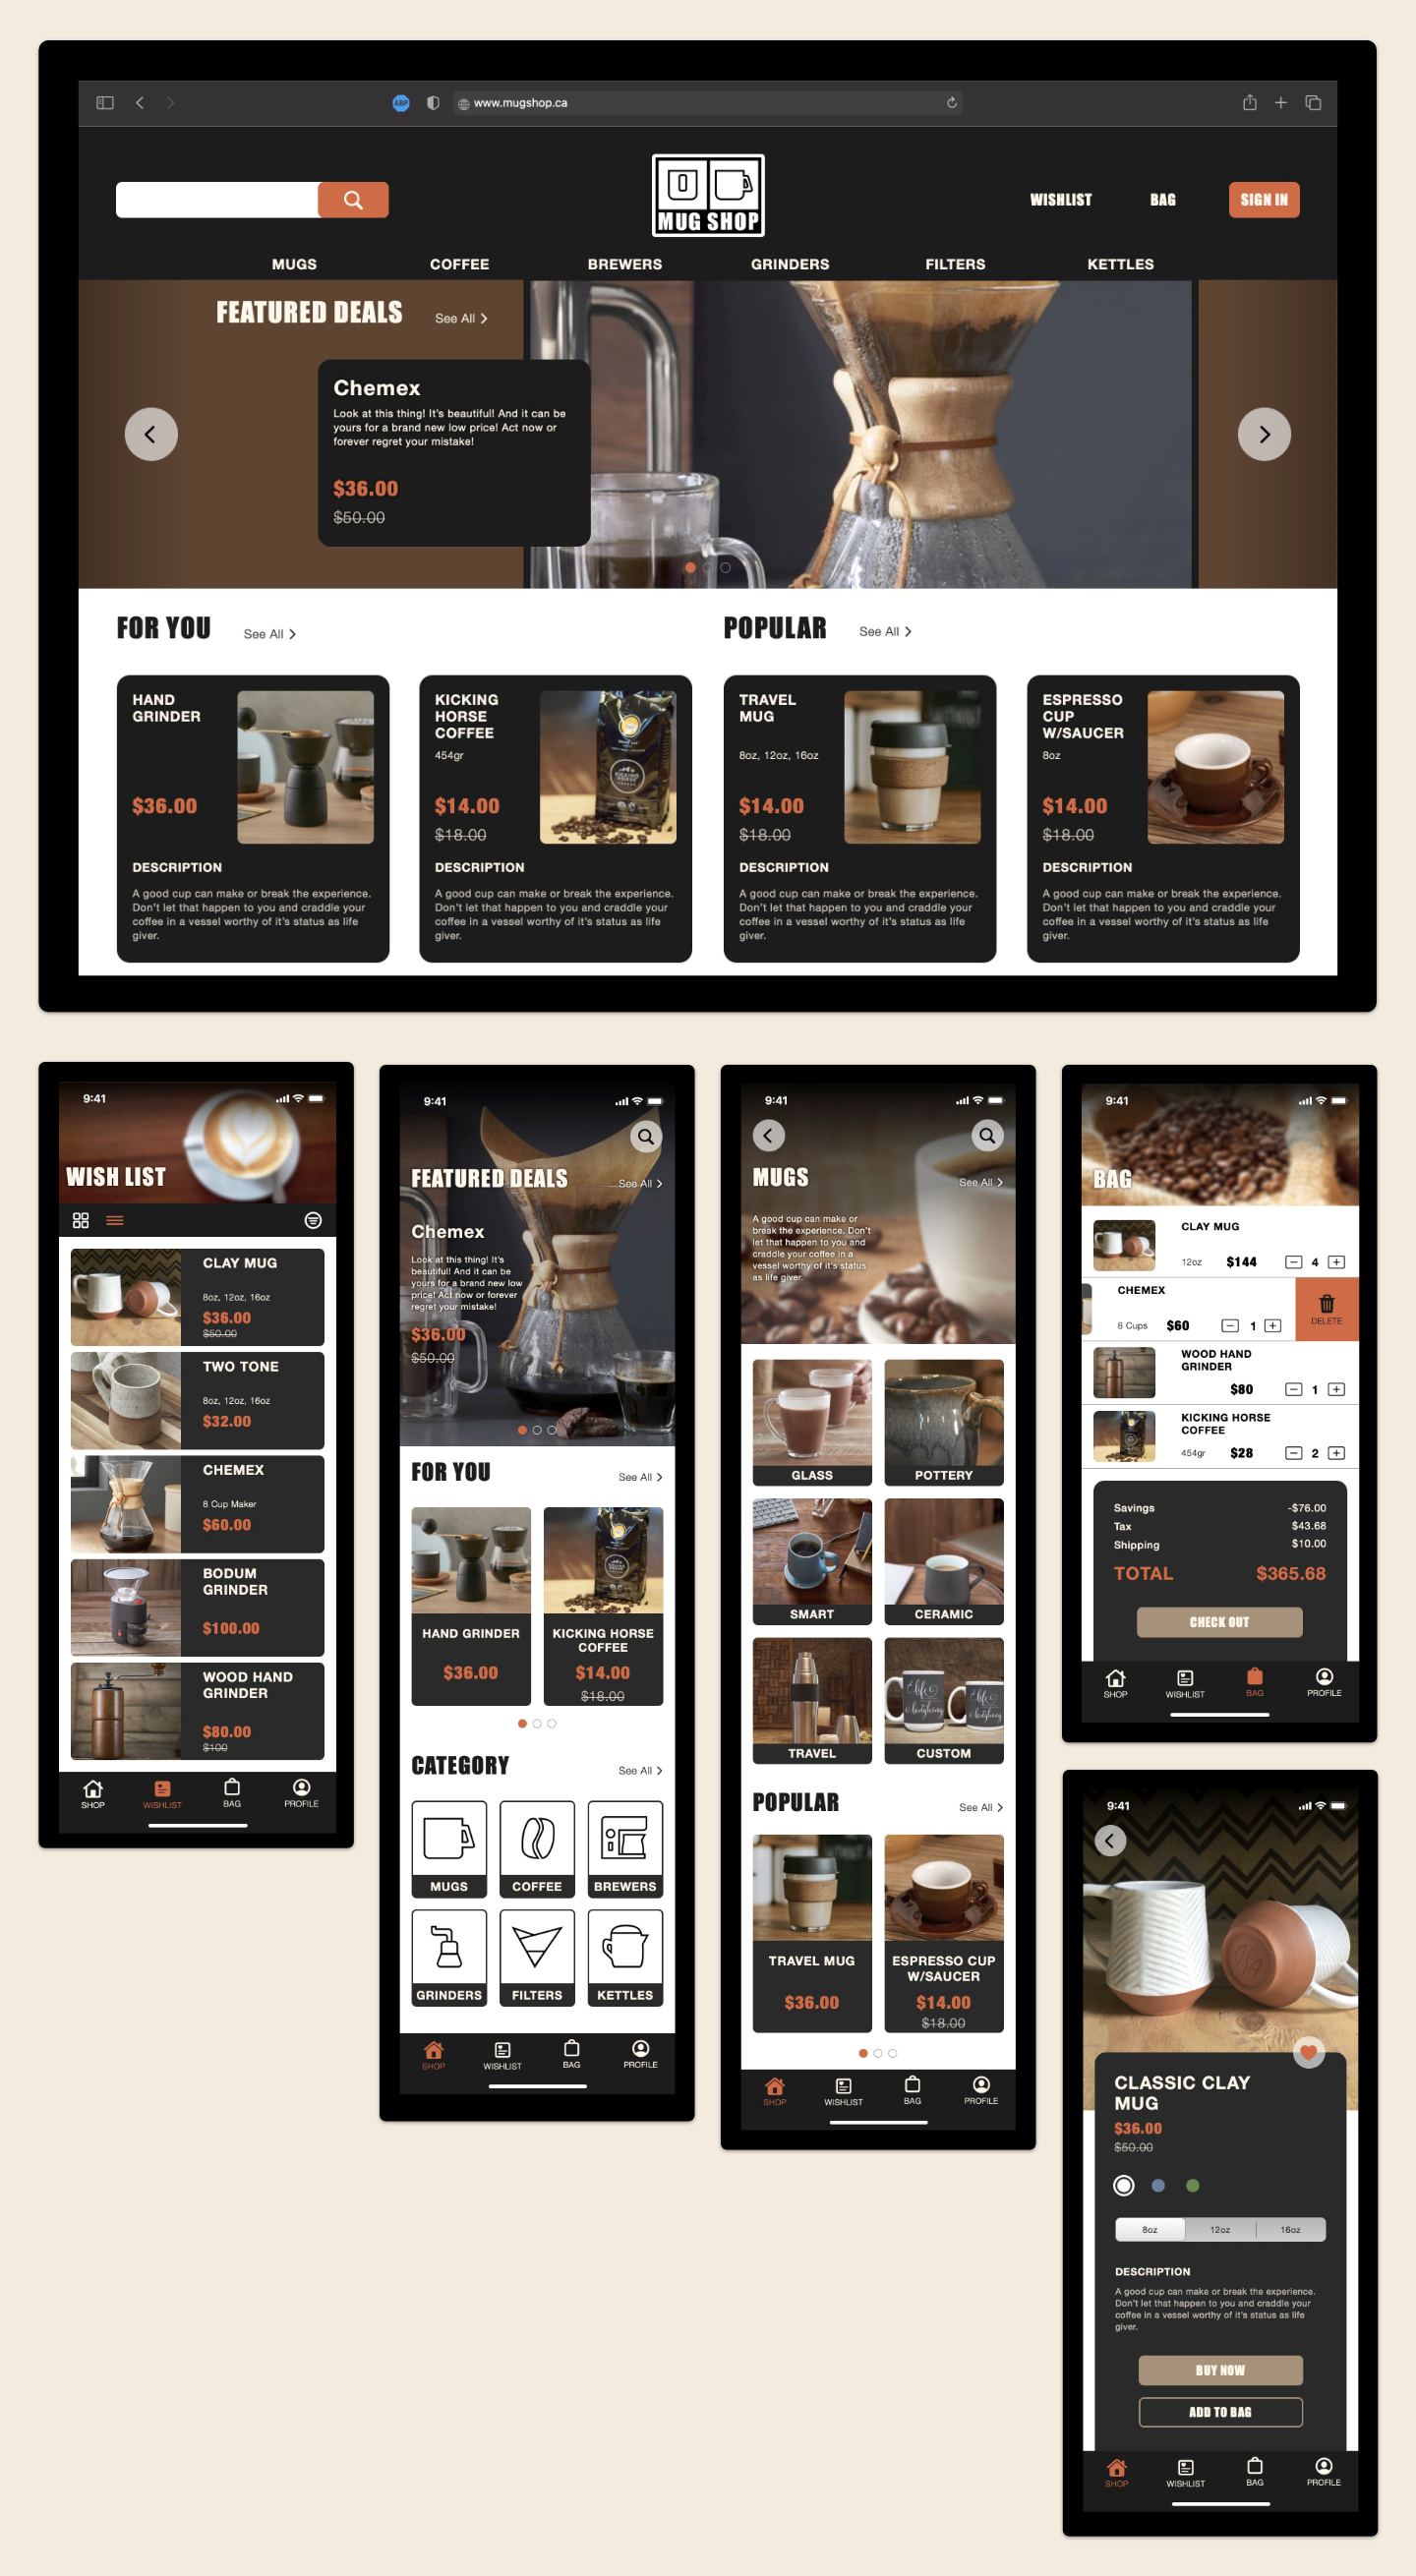 ABP
www.mugshop.ca
MUG SHOP
WISHLIST
BAG
SIGN IN
MUGS
COFFEE
BREWERS
GRINDERS
FILTERS
KETTLES
FEATURED DEALS
See All
Chemex
Look at this thing! It's beautiful! And it can be
yours for a brand new low price! Act now or
forever regret your mistake!
$36.00
$50.00
FOR YOU
See All
POPULAR
See All
HAND
GRINDER
$36.00
DESCRIPTION
A good cup can make or break the experience.
Don't let that happen to you and craddle your
coffee in a vessel worthy of it's status as life
giver.
KICKING
HORSE
COFFEE
454gr
$14.00
$18.00
KICKING
HORSE
DESCRIPTION
A good cup can make or break the experience.
Don't let that happen to you and craddle your
coffee in a vessel worthy of it's status as life
giver.
TRAVEL
MUG
8oz, 12oz, 16oz
$14.00
$18.00
DESCRIPTION
A good cup can make or break the experience.
Don't let that happen to you and craddle your
coffee in a vessel worthy of it's status as life
giver.
ESPRESSO
CUP
W/SAUCER
8oz
$14.00
$18.00
DESCRIPTION
A good cup can make or break the experience.
Don't let that happen to you and craddle your
coffee in a vessel worthy of it's status as life
giver.
9:41
WISH LIST
CLAY MUG
8oz, 12oz, 16oz
$36.00
$50.00
TWO TONE
8oz, 12oz, 16oz
$32.00
CHEMEX
8 Cup Maker
$60.00
BODUM
GRINDER
$100.00
WOOD HAND
GRINDER
$80.00
$100
SHOP
WISHLIST
BAG
PROFILE
9:41
FEATURED DEALS
See All
Chemex
Look at this thing! It's
beautiful! And it can be
yours for a brand new low
price! Act now or forever
regret your mistake!
$36.00
$50.00
FOR YOU
See All
HAND GRINDER
$36.00
KICKING HORSE
COFFEE
$14.00
$18.00
CATEGORY
See All
MUGS
COFFEE
BREWERS
GRINDERS
FILTERS
KETTLES
SHOP
WISHLIST
BAG
PROFILE
9:41
MUGS
See All
A good cup can make or
break the experience. Don't
let that happen to you and
craddle your coffee in a
vessel worthy of it's status
as life giver.
GLASS
POTTERY
SMART
CERAMIC
TRAVEL
CUSTOM
POPULAR
See All
TRAVEL MUG
$36.00
ESPRESSO CUP
W/SAUCER
$14.00
$18.00
SHOP
WISHLIST
BAG
PROFILE
9:41
BAG
CLAY MUG
12oz
$144
4
CHEMEX
8 Cups
$60
1
DELETE
WOOD HAND
GRINDER
$80
1
KICKING HORSE
COFFEE
454gr
$28
2
Savings
-$76.00
Tax
$43.68
Shipping
$10.00
TOTAL
$365.68
CHECK OUT
SHOP
WISHLIST
BAG
PROFILE
9:41
CLASSIC CLAY
MUG
$36.00
$50.00
8oz
12oz
16oz
DESCRIPTION
A good cup can make or break the experience.
Don't let that happen to you and craddle your
coffee in a vessel worthy of it's status as life
giver.
BUY NOW
ADD TO BAG
SHOP
WISHLIST
BAG
PROFILE